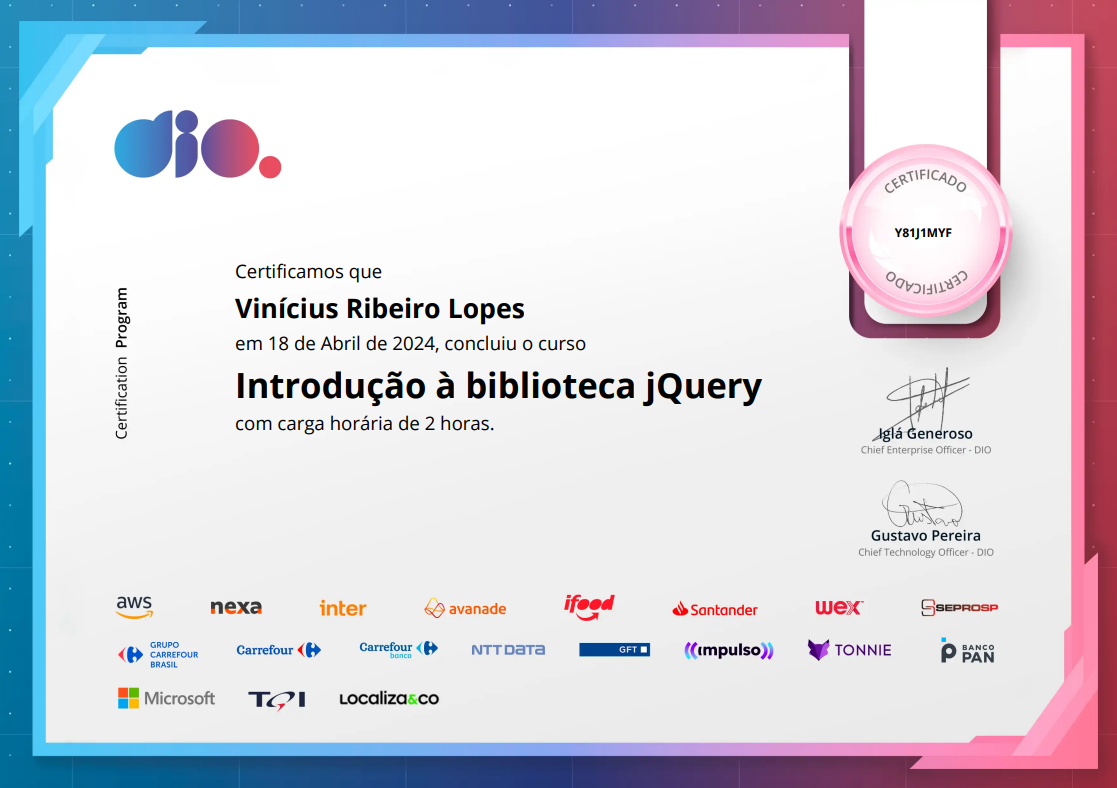 dio.
CERTIFICADO
Y81J1MYF
CERTIFICADO
Certification Program
Certificamos que
Vinícius Ribeiro Lopes
em 18 de Abril de 2024, concluiu o curso
Introdução à biblioteca jQuery
com carga horária de 2 horas.
Iglá Generoso
Chief Enterprise Officer - DIO
Gustavo Pereira
Chief Technology Officer - DIO
aws nexa inter avanade ifood Santander wex SEPROSP
GRUPO CARREFOUR BRASIL Carrefour Carrefour banco NTT DATA GFT impulso TONNIE BANCO PAN
Microsoft TQI Localiza&co